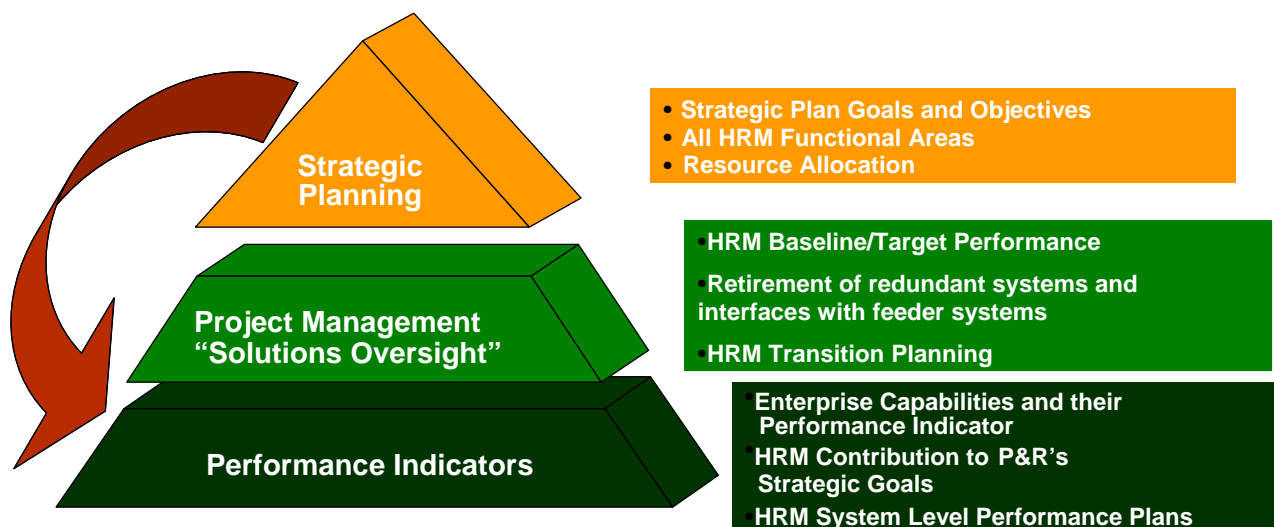 Strategic
Planning
• Strategic Plan Goals and Objectives
• All HRM Functional Areas
• Resource Allocation
Project Management
“Solutions Oversight”
•HRM Baseline/Target Performance
•Retirement of redundant systems and
interfaces with feeder systems
•HRM Transition Planning
Performance Indicators
•Enterprise Capabilities and their
Performance Indicator
•HRM Contribution to P&R’s
Strategic Goals
•HRM System Level Performance Plans